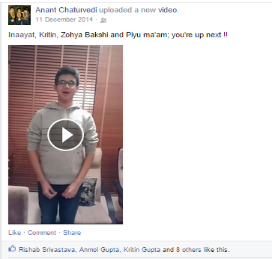 Anant Chaturvedi uploaded a new video.
11 December 2014 ·
Inaayat, Kritin, Zohya Bakshi and Piyu ma'am; you're up next !!
Like · Comment · Share
Rishab Srivastava, Anmol Gupta, Kritin Gupta and 8 others like this.